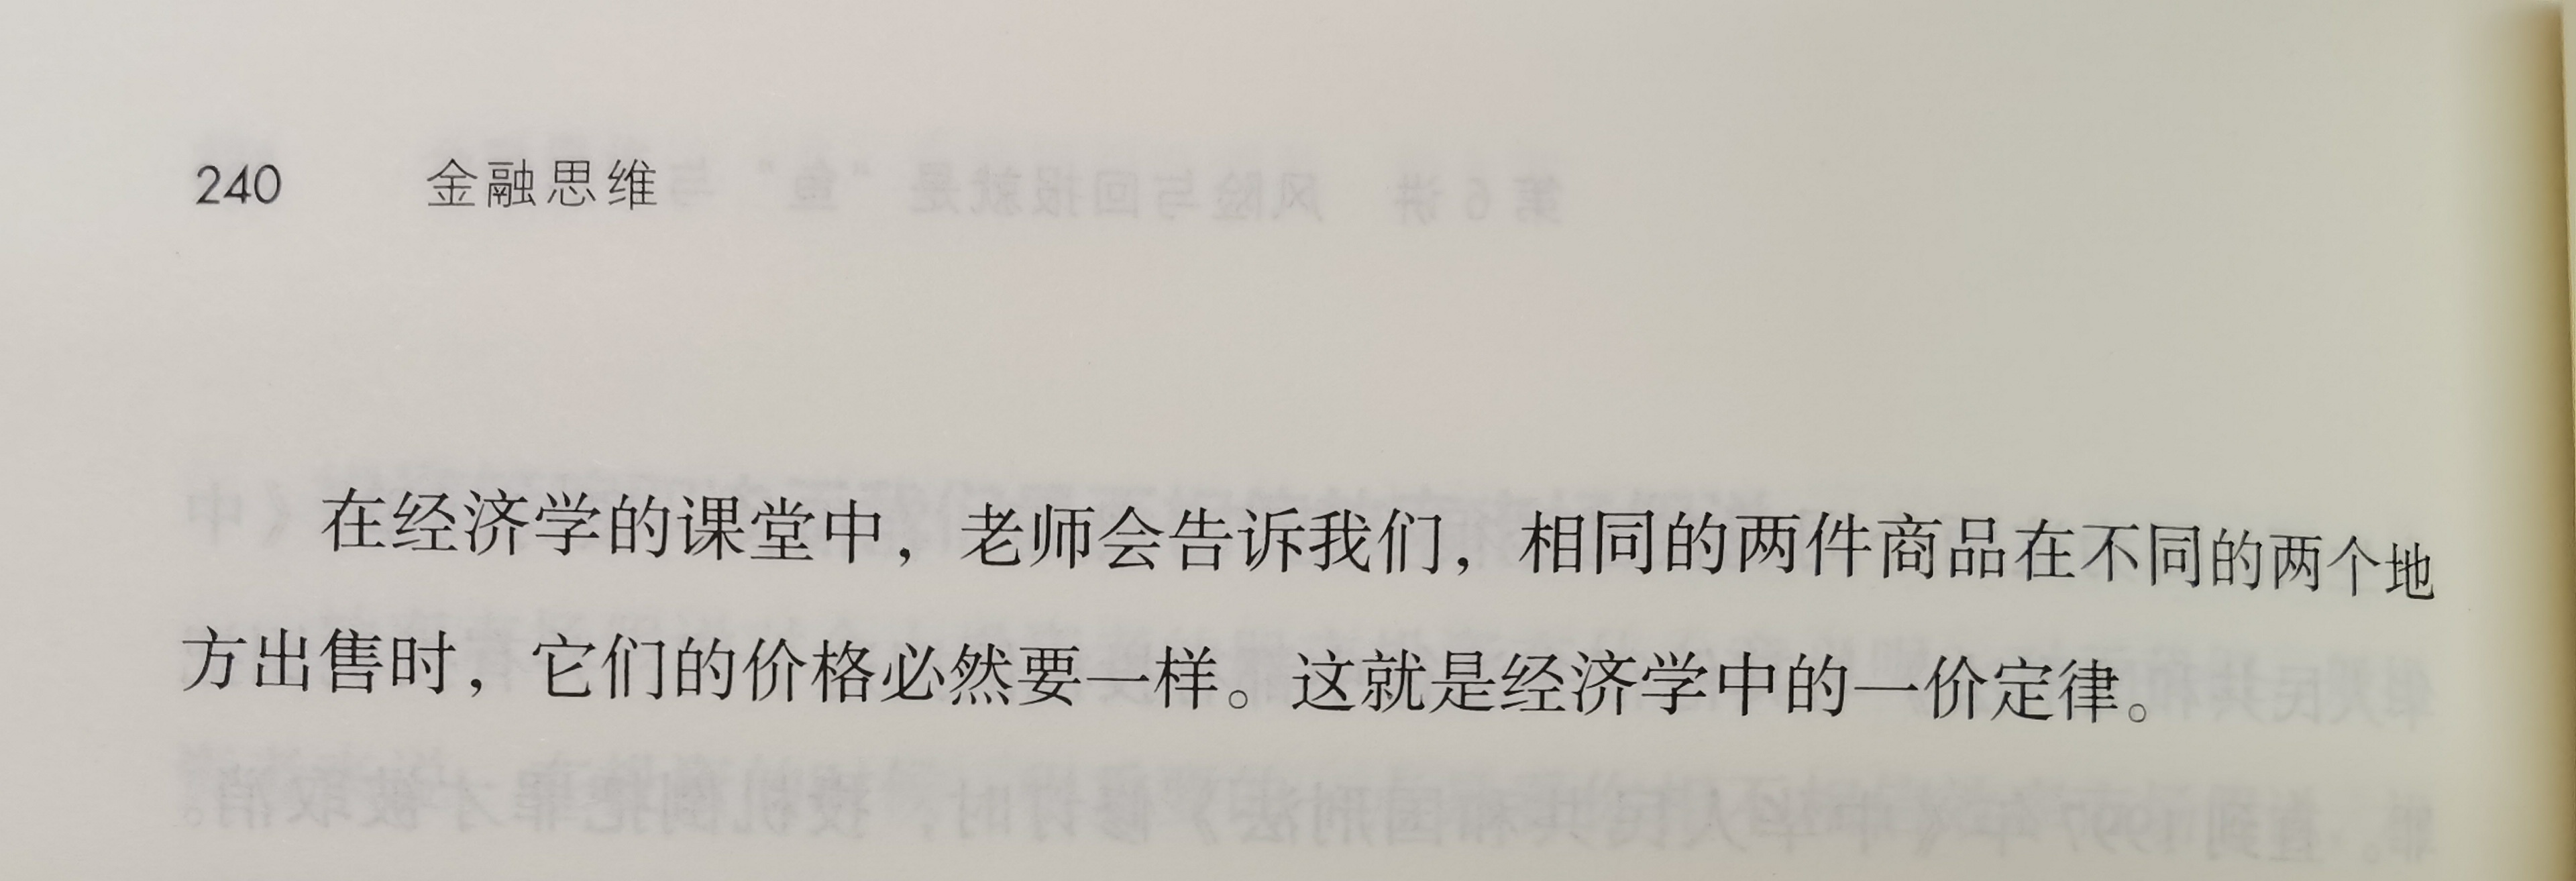 240 金融思维
在经济学的课堂中，老师会告诉我们，相同的两件商品在不同的两个地
方出售时，它们的价格必然要一样。这就是经济学中的一价定律。